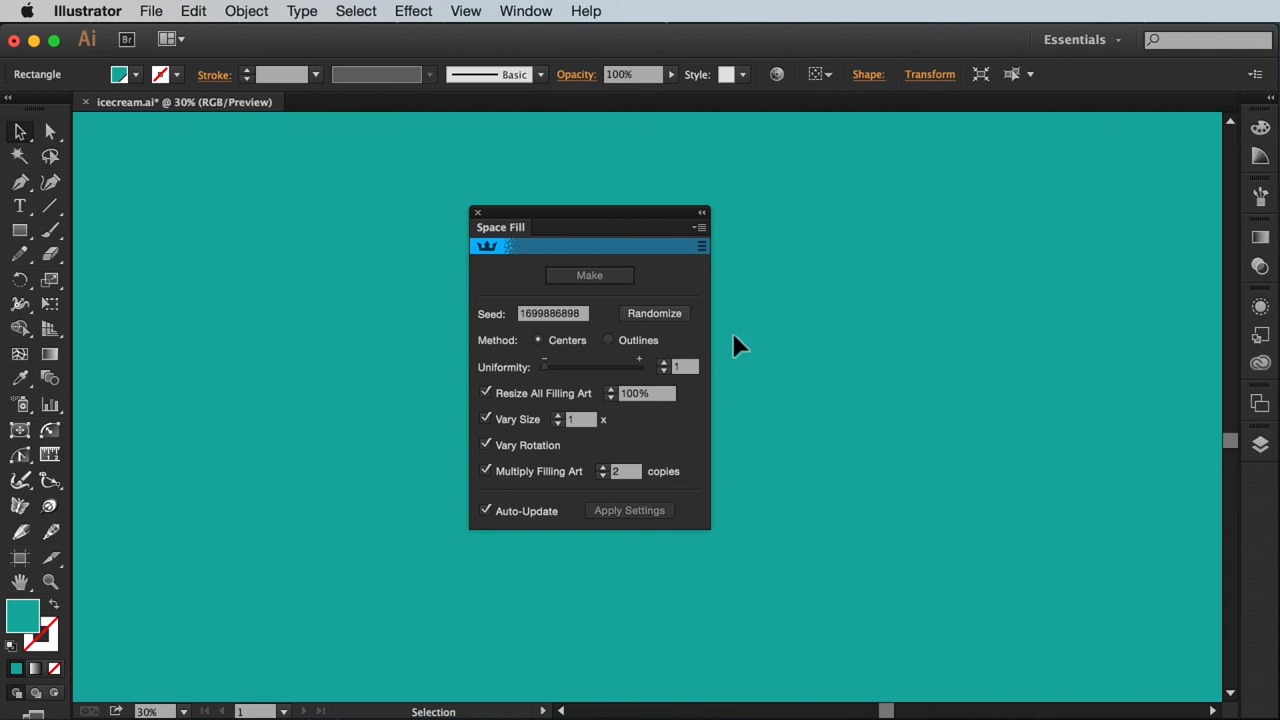 Illustrator File Edit Object Type Select Effect View Window Help
Ai Br Essentials
Rectangle Stroke: Basic Opacity: 100% Style: Shape: Transform
× icecream.ai* @ 30% (RGB/Preview)
Space Fill
Make
Seed: 1699886898 Randomize
Method: Centers Outlines
Uniformity: − + 1
Resize All Filling Art 100%
Vary Size 1 x
Vary Rotation
Multiply Filling Art 2 copies
Auto-Update Apply Settings
30% 1 Selection